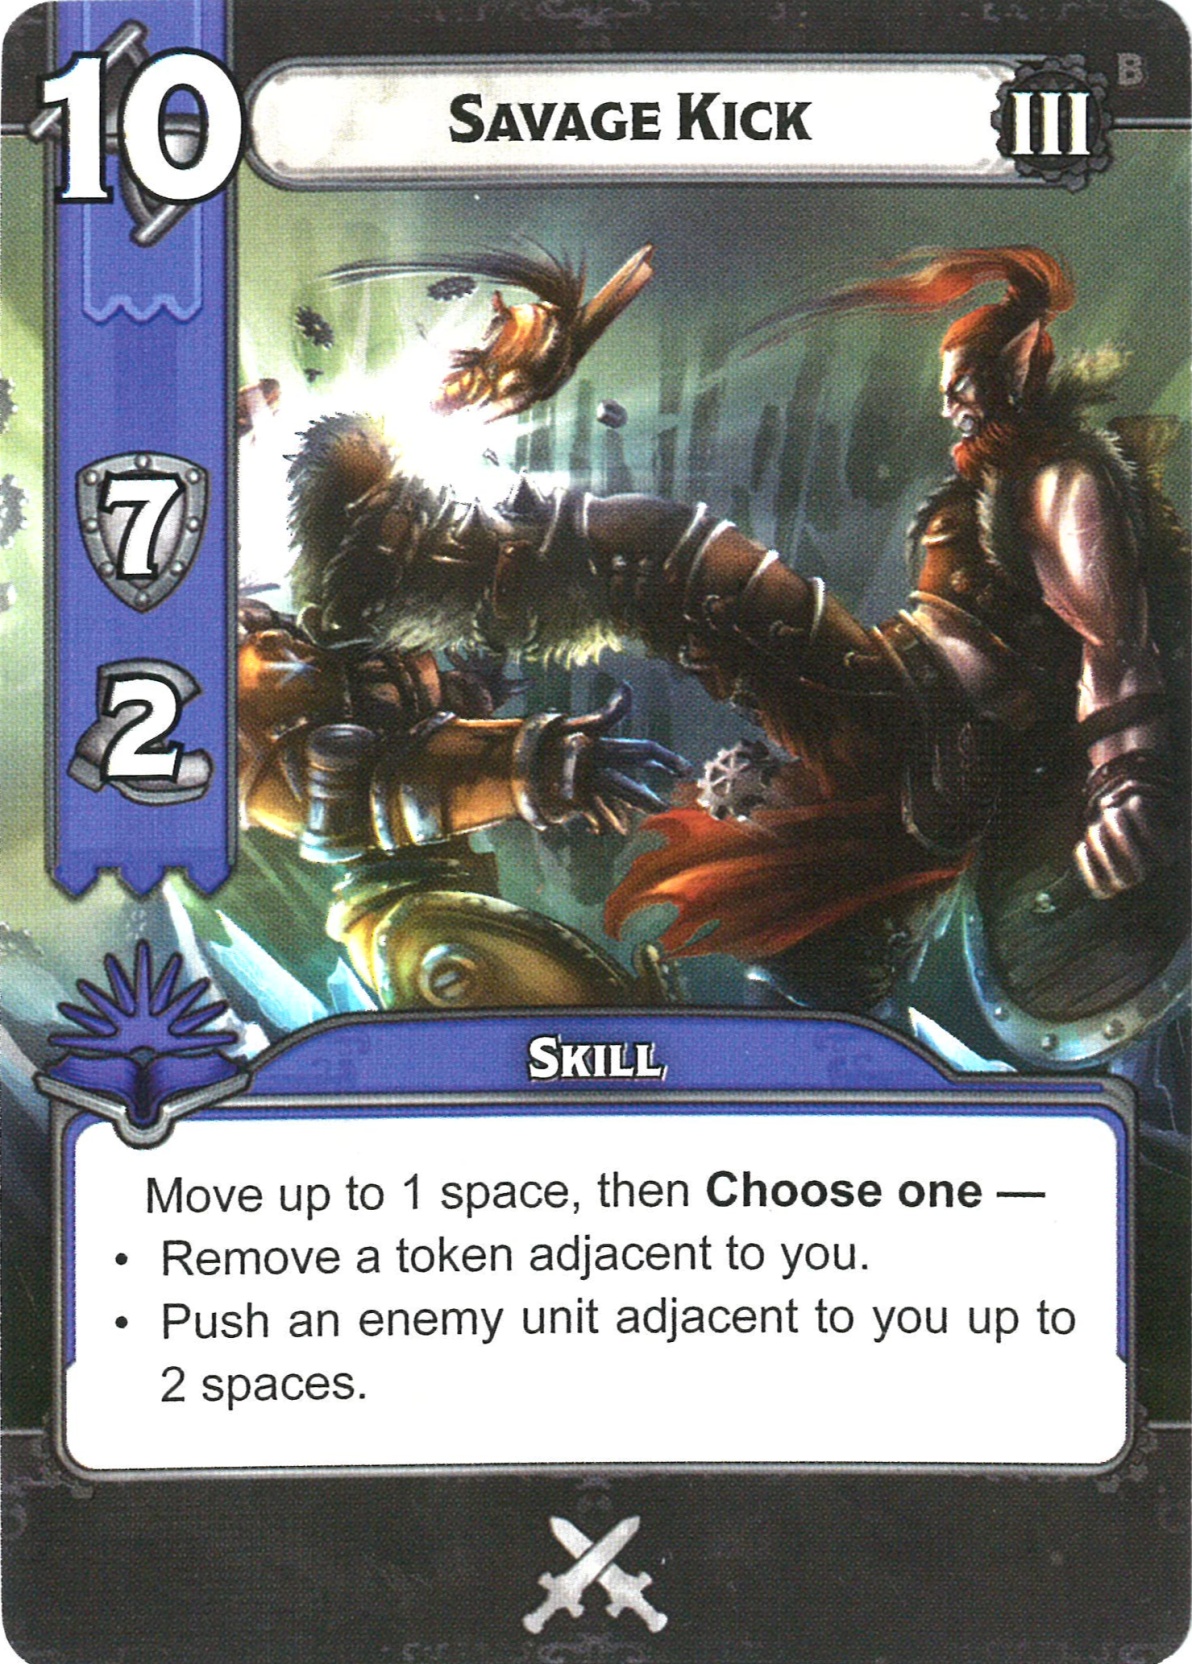 10
SAVAGE KICK
III
B
7
2
SKILL
Move up to 1 space, then Choose one —
• Remove a token adjacent to you.
• Push an enemy unit adjacent to you up to
2 spaces.